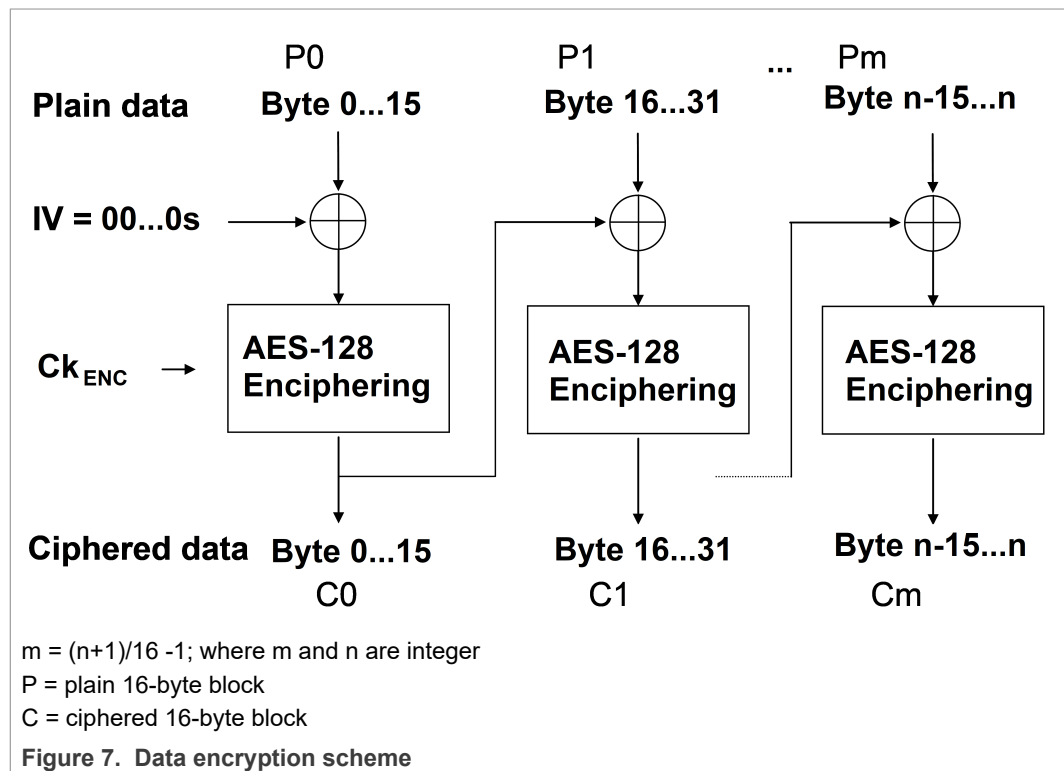 P0 P1 ... Pm
Plain data Byte 0...15 Byte 16...31 Byte n-15...n
IV = 00...0s
CkENC
AES-128 Enciphering
AES-128 Enciphering
AES-128 Enciphering
Ciphered data Byte 0...15 Byte 16...31 Byte n-15...n
C0 C1 Cm
m = (n+1)/16 -1; where m and n are integer
P = plain 16-byte block
C = ciphered 16-byte block
Figure 7. Data encryption scheme